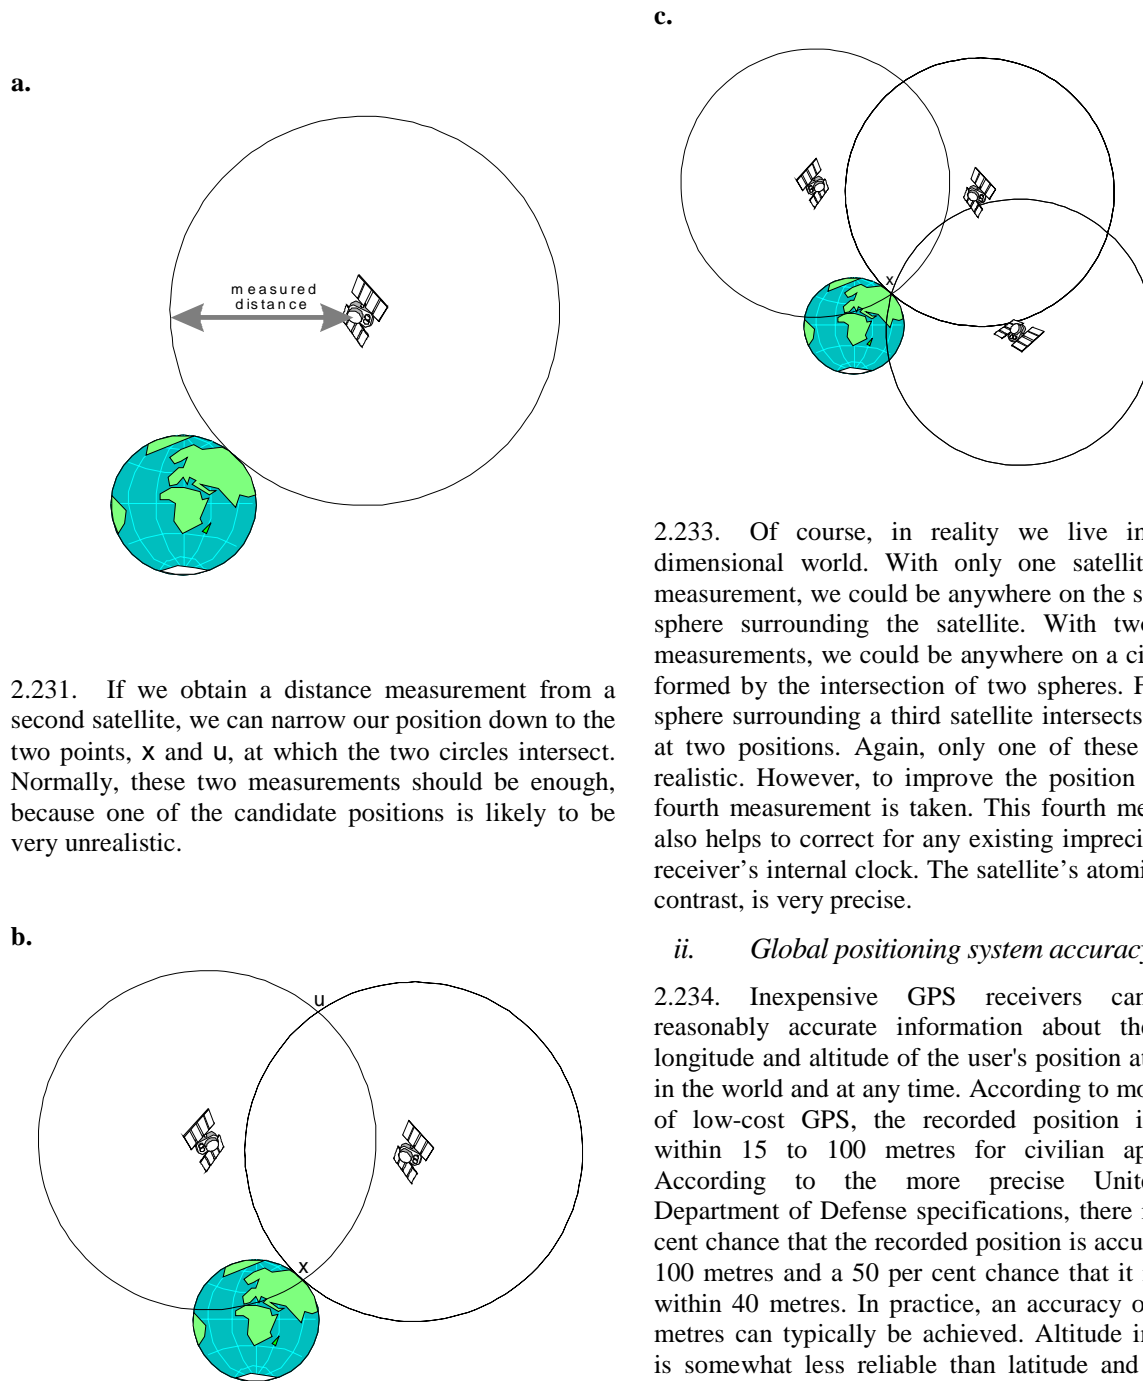 a.
measured
distance
2.231. If we obtain a distance measurement from a
second satellite, we can narrow our position down to the
two points, x and u, at which the two circles intersect.
Normally, these two measurements should be enough,
because one of the candidate positions is likely to be
very unrealistic.
b.
u
x
c.
x
2.233. Of course, in reality we live in
dimensional world. With only one satellit
measurement, we could be anywhere on the s
sphere surrounding the satellite. With two
measurements, we could be anywhere on a ci
formed by the intersection of two spheres. F
sphere surrounding a third satellite intersects
at two positions. Again, only one of these
realistic. However, to improve the position
fourth measurement is taken. This fourth me
also helps to correct for any existing impreci
receiver's internal clock. The satellite's atomi
contrast, is very precise.
ii. Global positioning system accuracy
2.234. Inexpensive GPS receivers can
reasonably accurate information about the
longitude and altitude of the user's position at
in the world and at any time. According to mo
of low-cost GPS, the recorded position i
within 15 to 100 metres for civilian ap
According to the more precise Unite
Department of Defense specifications, there i
cent chance that the recorded position is accu
100 metres and a 50 per cent chance that it i
within 40 metres. In practice, an accuracy o
metres can typically be achieved. Altitude in
is somewhat less reliable than latitude and